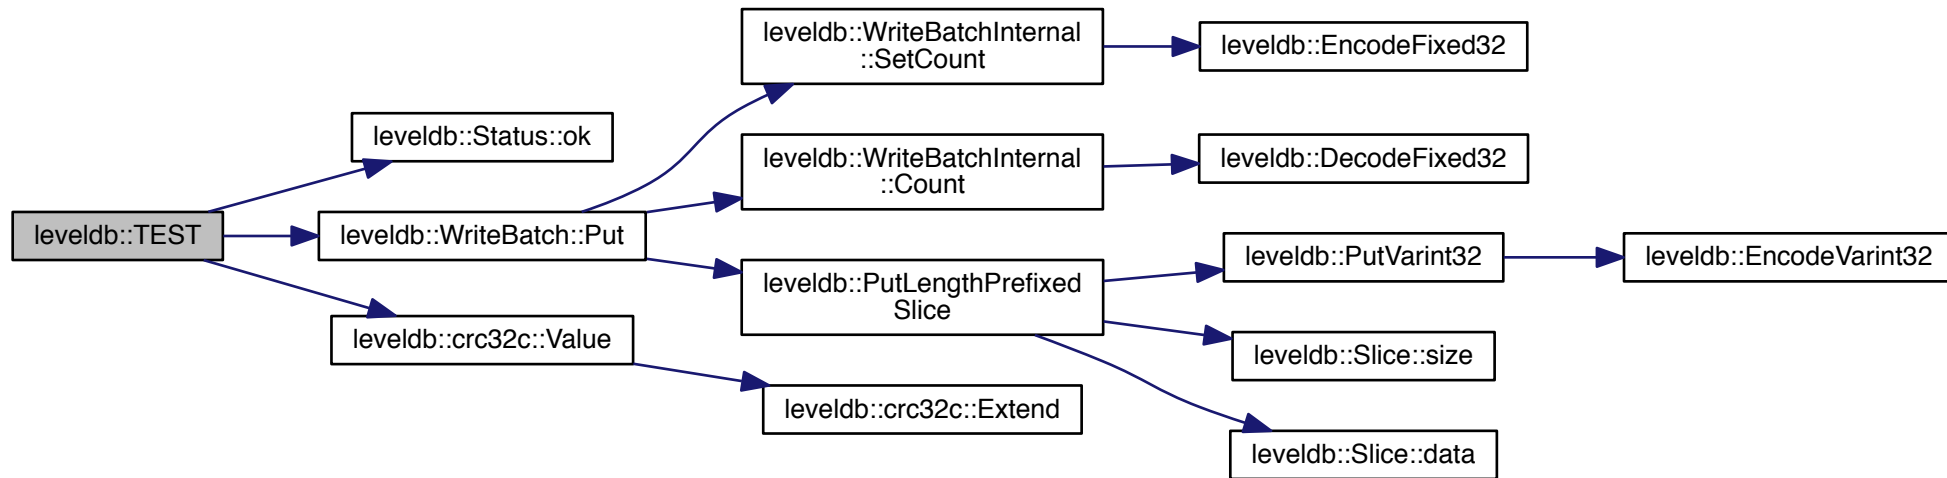 leveldb::TEST
leveldb::Status::ok
leveldb::WriteBatch::Put
leveldb::crc32c::Value
leveldb::WriteBatchInternal
::SetCount
leveldb::WriteBatchInternal
::Count
leveldb::PutLengthPrefixed
Slice
leveldb::crc32c::Extend
leveldb::EncodeFixed32
leveldb::DecodeFixed32
leveldb::PutVarint32
leveldb::Slice::size
leveldb::Slice::data
leveldb::EncodeVarint32